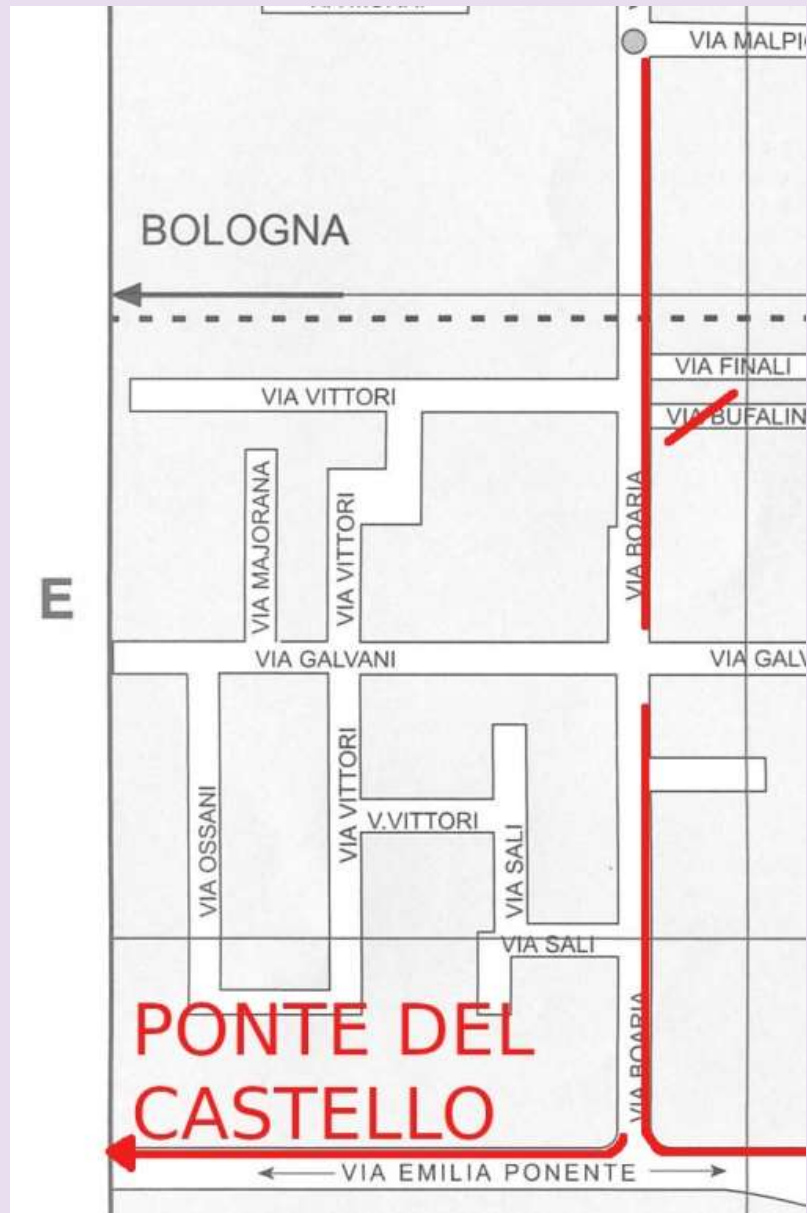 VIA MALPI
BOLOGNA
VIA FINALI
VIA VITTORI
VIA BUFALIN
VIA MAJORANA
VIA VITTORI
VIA BOARIA
E
VIA GALVANI
VIA GALV
VIA OSSANI
VIA VITTORI
V.VITTORI
VIA SALI
VIA SALI
VIA BOARIA
PONTE DEL
CASTELLO
VIA EMILIA PONENTE